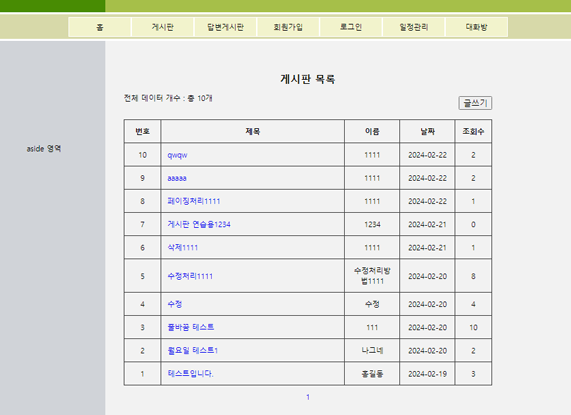 홈 게시판 답변게시판 회원가입 로그인 일정관리 대화방
aside 영역
게시판 목록
전체 데이터 개수 : 총 10개
글쓰기
번호 제목 이름 날짜 조회수
10 qwqw 1111 2024-02-22 2
9 aaaaa 1111 2024-02-22 2
8 페이징처리1111 1111 2024-02-22 1
7 게시판 연습용1234 1234 2024-02-21 0
6 삭제1111 1111 2024-02-21 1
5 수정처리1111 수정처리방법1111 2024-02-20 8
4 수정 수정 2024-02-20 4
3 줄바꿈 테스트 111 2024-02-20 10
2 월요일 테스트1 나그네 2024-02-20 2
1 테스트입니다. 홍길동 2024-02-19 3
1